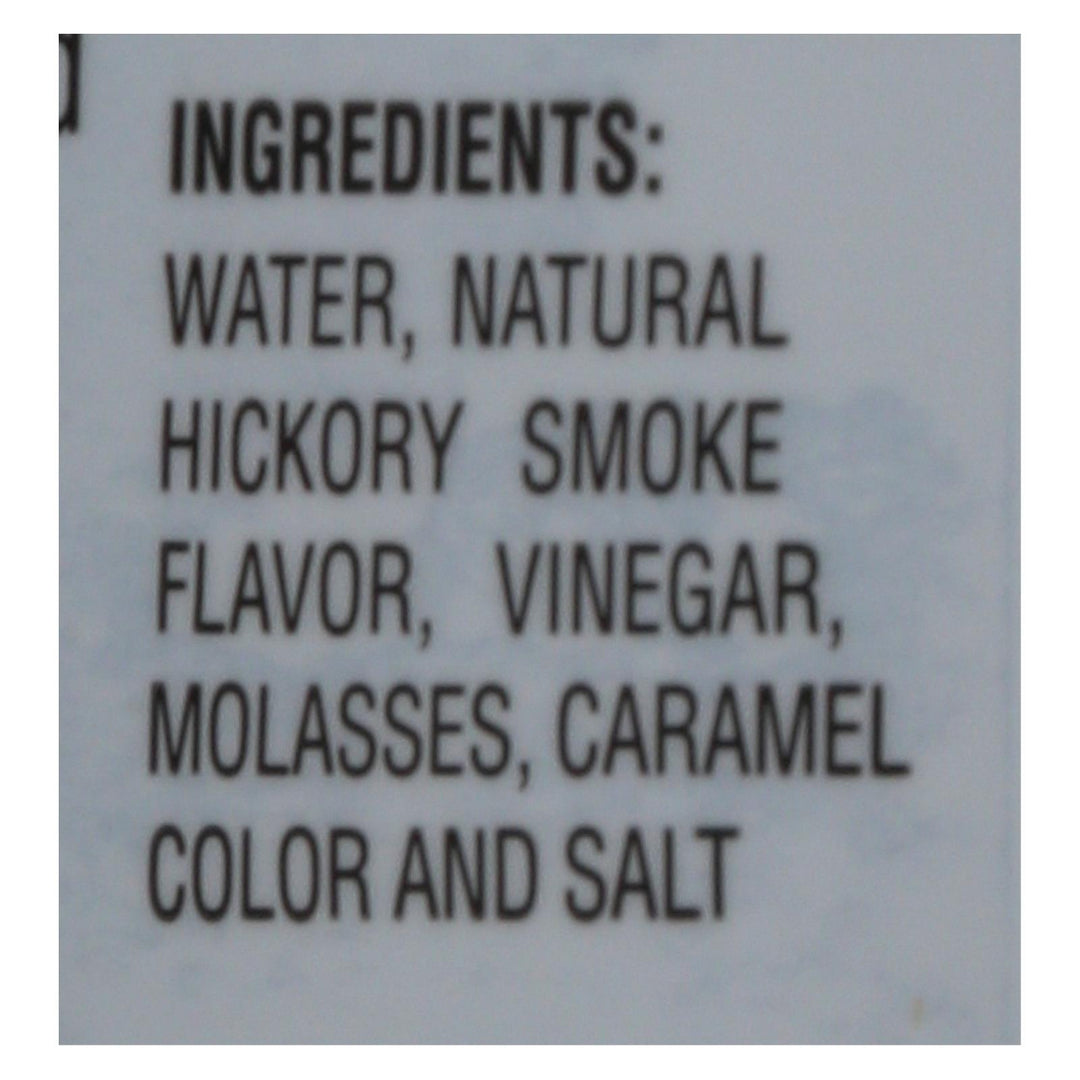 INGREDIENTS:
WATER, NATURAL
HICKORY SMOKE
FLAVOR, VINEGAR,
MOLASSES, CARAMEL
COLOR AND SALT